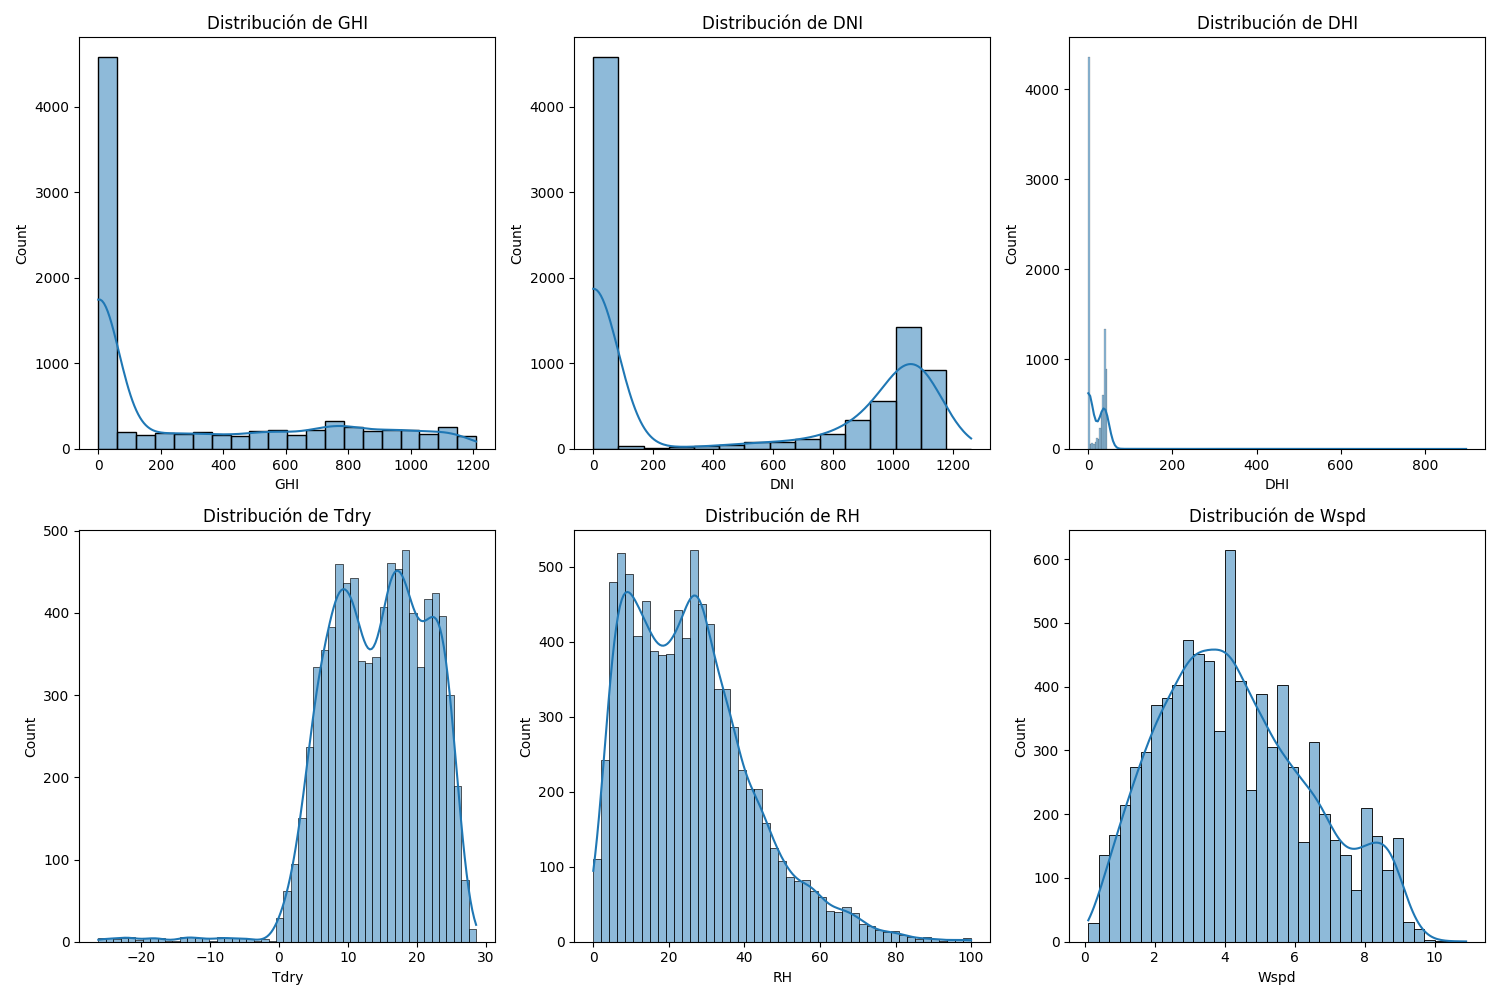 Distribución de GHI
Count
4000
3000
2000
1000
0
0 200 400 600 800 1000 1200
GHI
Distribución de DNI
Count
4000
3000
2000
1000
0
0 200 400 600 800 1000 1200
DNI
Distribución de DHI
Count
4000
3000
2000
1000
0
0 200 400 600 800
DHI
Distribución de Tdry
Count
500
400
300
200
100
0
−20 −10 0 10 20 30
Tdry
Distribución de RH
Count
500
400
300
200
100
0
0 20 40 60 80 100
RH
Distribución de Wspd
Count
600
500
400
300
200
100
0
0 2 4 6 8 10
Wspd